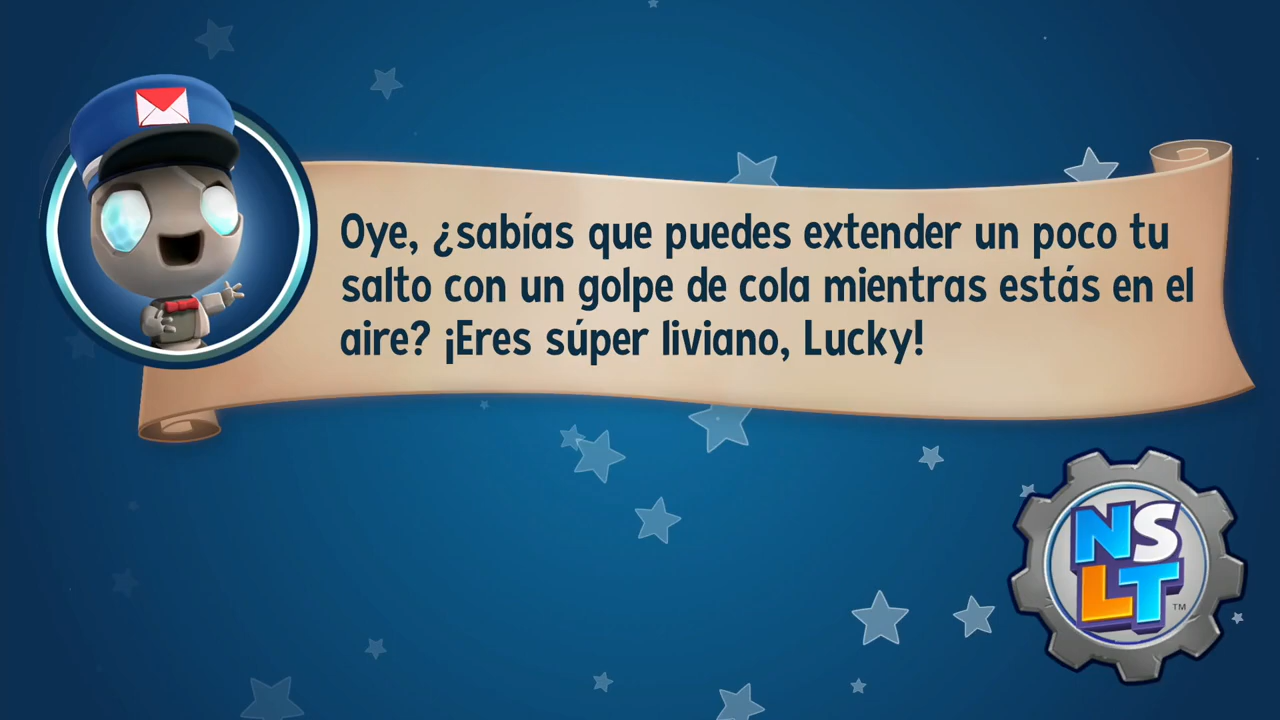 Oye, ¿sabías que puedes extender un poco tu
salto con un golpe de cola mientras estás en el
aire? ¡Eres súper liviano, Lucky!
NS
LT
TM